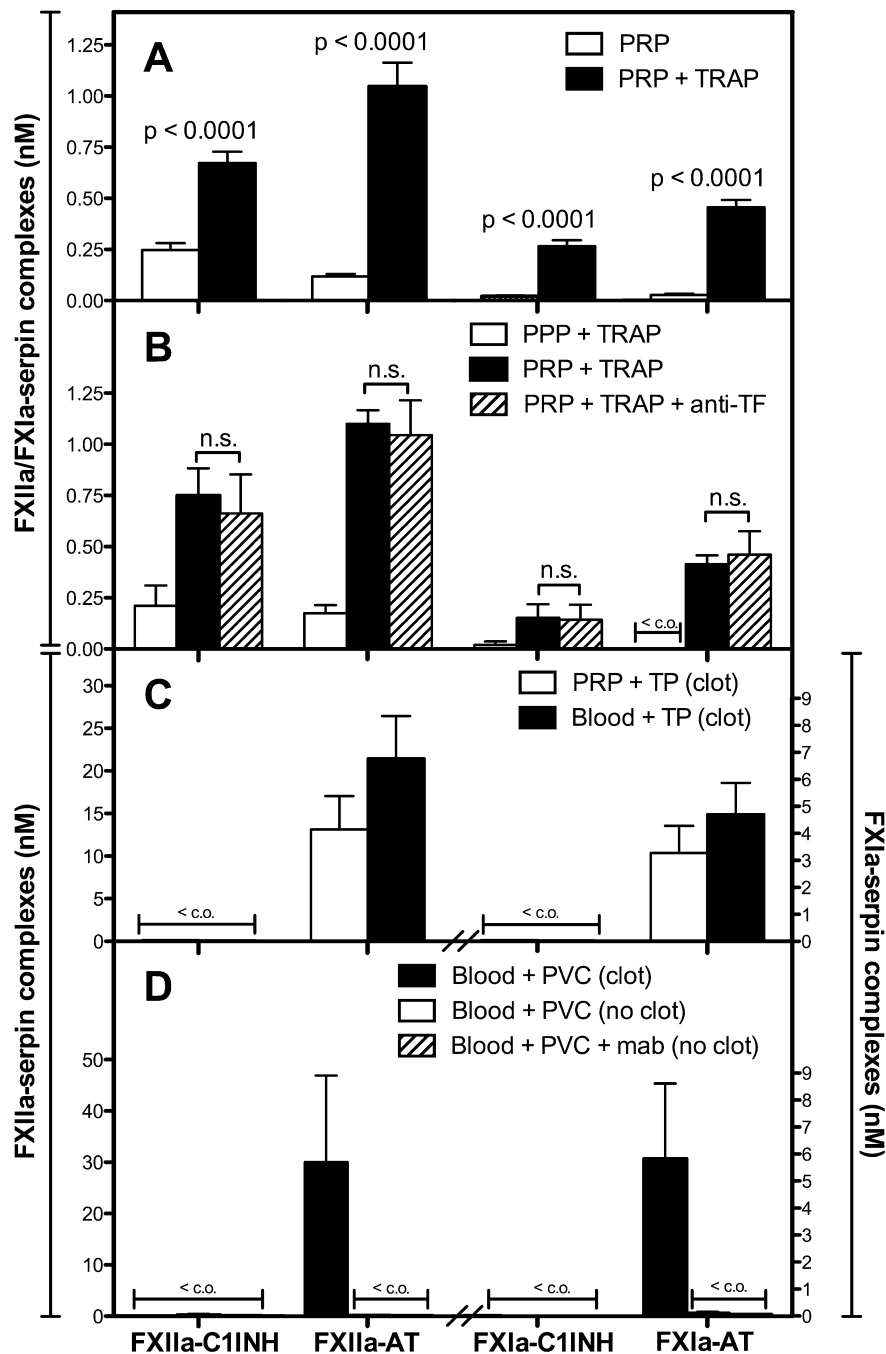 A
PRP
PRP + TRAP
p < 0.0001
p < 0.0001
p < 0.0001
p < 0.0001
1.25
1.00
0.75
0.50
0.25
0.00
FXIIa/FXIa-serpin complexes (nM)
B
PPP + TRAP
PRP + TRAP
PRP + TRAP + anti-TF
n.s.
n.s.
n.s.
n.s.
< c.o.
1.25
1.00
0.75
0.50
0.25
0.00
C
PRP + TP (clot)
Blood + TP (clot)
30
25
20
15
10
5
0
< c.o.
< c.o.
9
8
7
6
5
4
3
2
1
0
FXIIa-serpin complexes (nM)
FXIa-serpin complexes (nM)
D
Blood + PVC (clot)
Blood + PVC (no clot)
Blood + PVC + mab (no clot)
50
40
30
20
10
0
< c.o.
< c.o.
< c.o.
< c.o.
9
8
7
6
5
4
3
2
1
0
FXIIa-C1INH
FXIIa-AT
FXIa-C1INH
FXIa-AT